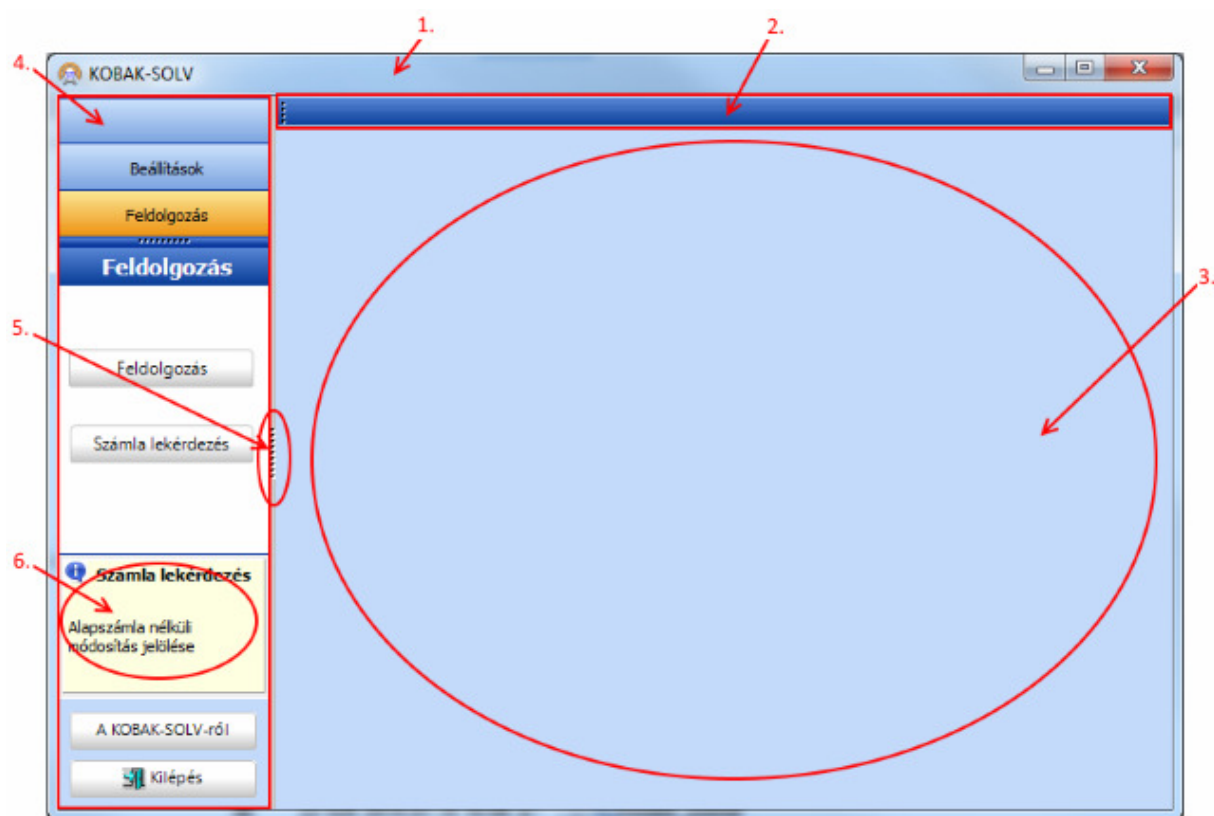 1.
2.
4.
KOBAK-SOLV
Beállítások
Feldolgozás
Feldolgozás
3.
5.
Feldolgozás
Számla lekérdezés
6.
Számla lekérdezés
Alapszámla nélküli
módosítás jelölése
A KOBAK-SOLV-ról
Kilépés